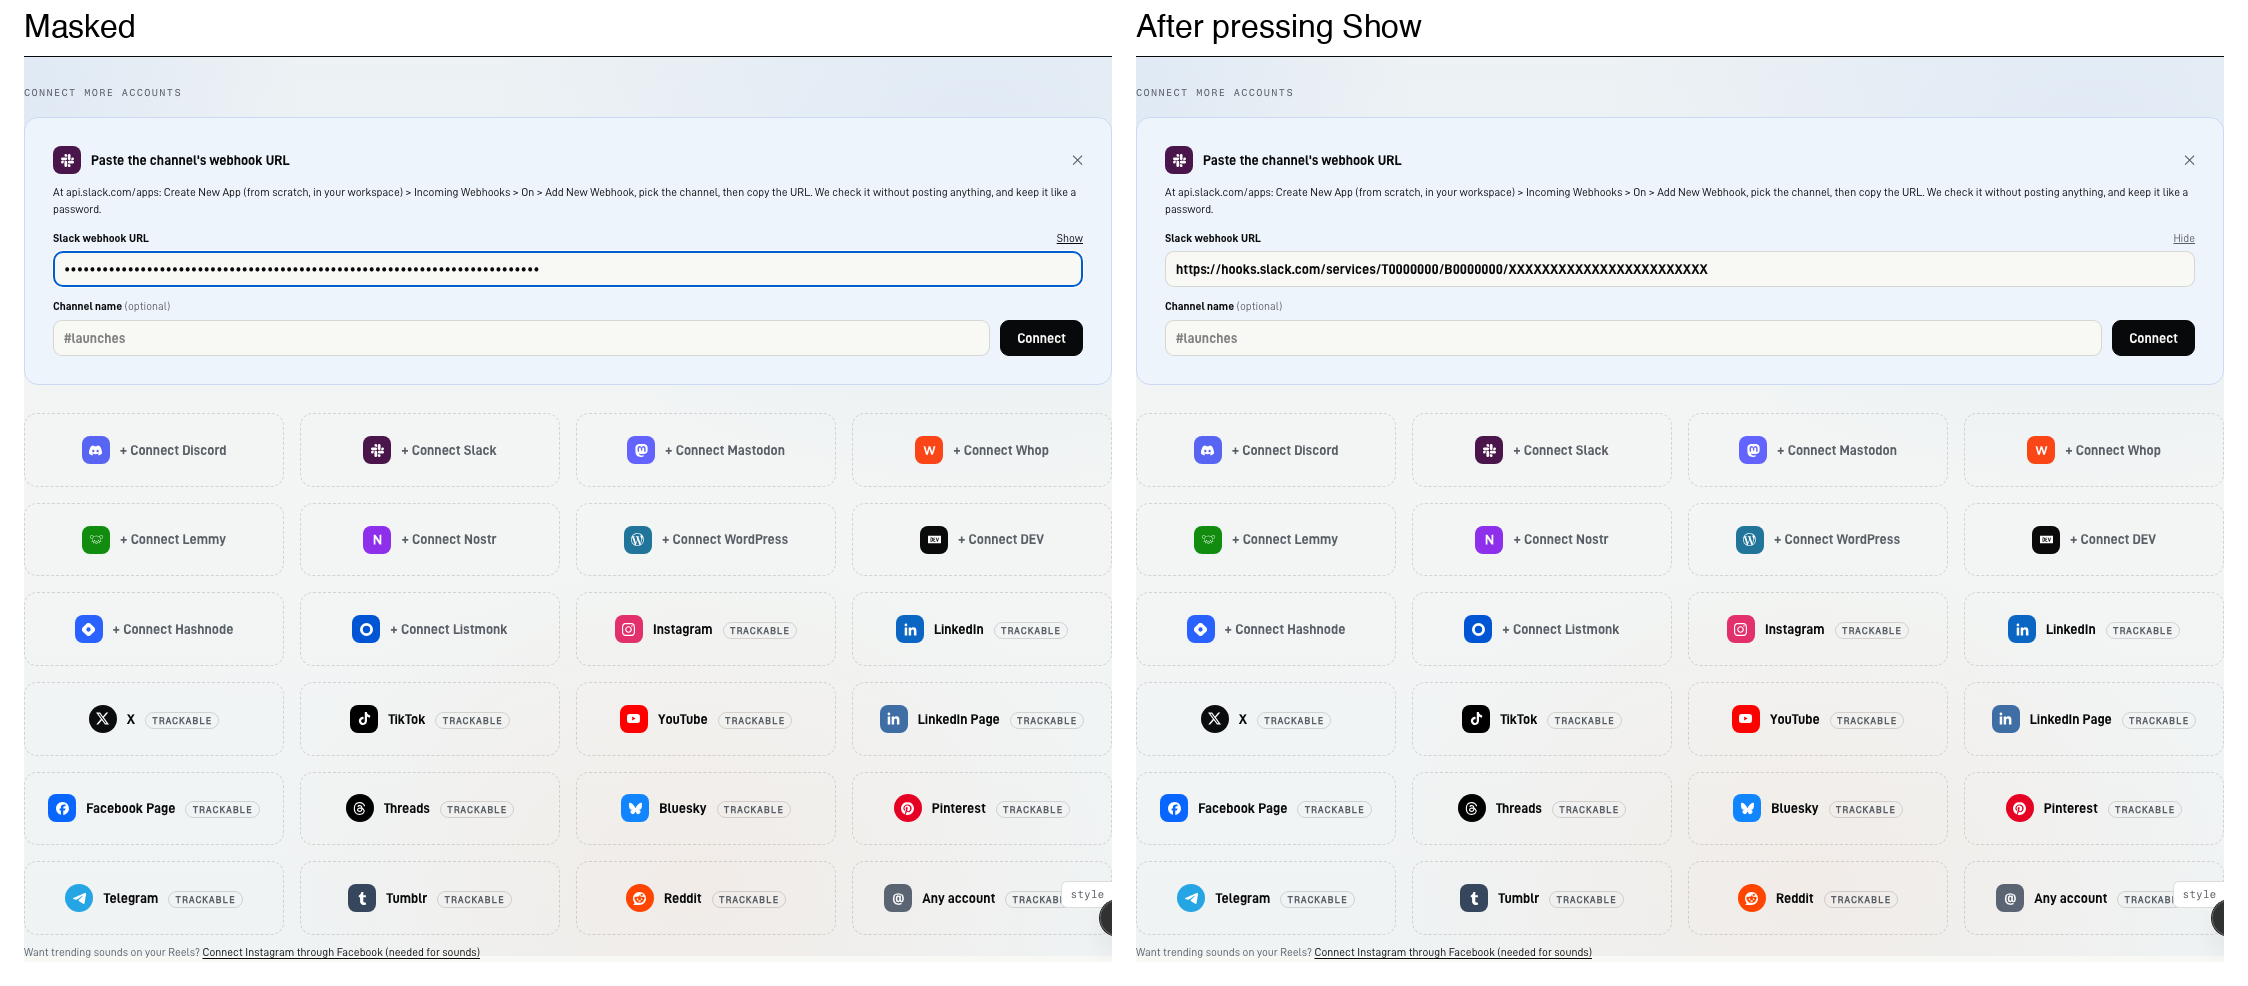 Masked
CONNECT MORE ACCOUNTS
Paste the channel's webhook URL
At api.slack.com/apps: Create New App (from scratch, in your workspace) > Incoming Webhooks > On > Add New Webhook, pick the channel, then copy the URL. We check it without posting anything, and keep it like a
password.
Slack webhook URL
Show
Channel name (optional)
#launches
Connect
+ Connect Discord
+ Connect Slack
+ Connect Mastodon
W + Connect Whop
+ Connect Lemmy
N + Connect Nostr
+ Connect WordPress
DEV + Connect DEV
+ Connect Hashnode
+ Connect Listmonk
Instagram TRACKABLE
in LinkedIn TRACKABLE
X TRACKABLE
TikTok TRACKABLE
YouTube TRACKABLE
in LinkedIn Page TRACKABLE
Facebook Page TRACKABLE
Threads TRACKABLE
Bluesky TRACKABLE
Pinterest TRACKABLE
Telegram TRACKABLE
t Tumblr TRACKABLE
Reddit TRACKABLE
@ Any account TRACKABL
style
Want trending sounds on your Reels? Connect Instagram through Facebook (needed for sounds)
After pressing Show
CONNECT MORE ACCOUNTS
Paste the channel's webhook URL
At api.slack.com/apps: Create New App (from scratch, in your workspace) > Incoming Webhooks > On > Add New Webhook, pick the channel, then copy the URL. We check it without posting anything, and keep it like a
password.
Slack webhook URL
Hide
https://hooks.slack.com/services/T0000000/B0000000/XXXXXXXXXXXXXXXXXXXXXXXX
Channel name (optional)
#launches
Connect
+ Connect Discord
+ Connect Slack
+ Connect Mastodon
W + Connect Whop
+ Connect Lemmy
N + Connect Nostr
+ Connect WordPress
DEV + Connect DEV
+ Connect Hashnode
+ Connect Listmonk
Instagram TRACKABLE
in LinkedIn TRACKABLE
X TRACKABLE
TikTok TRACKABLE
YouTube TRACKABLE
in LinkedIn Page TRACKABLE
Facebook Page TRACKABLE
Threads TRACKABLE
Bluesky TRACKABLE
Pinterest TRACKABLE
Telegram TRACKABLE
t Tumblr TRACKABLE
Reddit TRACKABLE
@ Any account TRACKABL
style
Want trending sounds on your Reels? Connect Instagram through Facebook (needed for sounds)